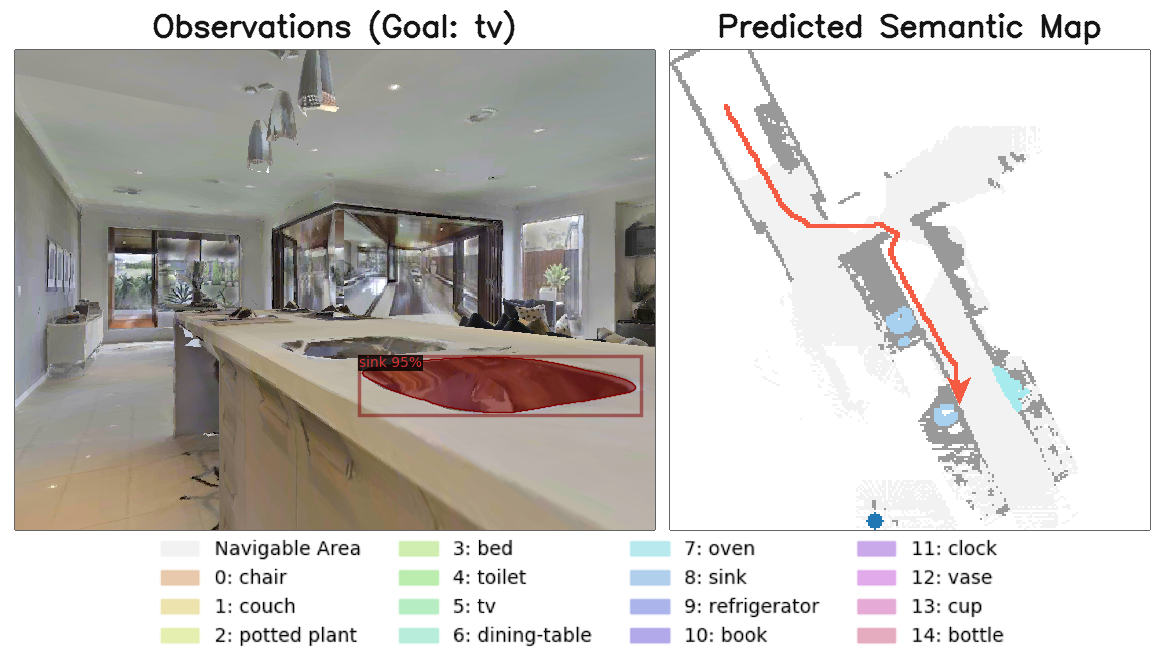 Observations (Goal: tv)
Predicted Semantic Map
sink 95%
Navigable Area
0: chair
1: couch
2: potted plant
3: bed
4: toilet
5: tv
6: dining-table
7: oven
8: sink
9: refrigerator
10: book
11: clock
12: vase
13: cup
14: bottle